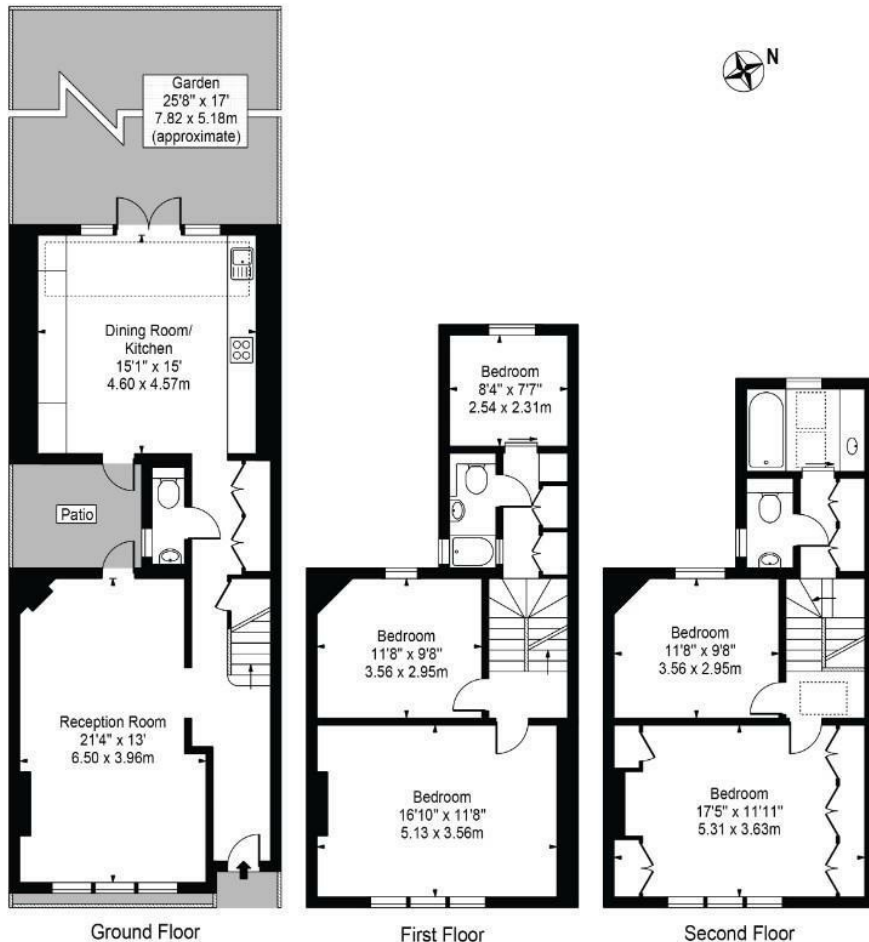 Garden
25'8" x 17'
7.82 x 5.18m
(approximate)
N
Dining Room/
Kitchen
15'1" x 15'
4.60 x 4.57m
Patio
Reception Room
21'4" x 13'
6.50 x 3.96m
Ground Floor
Bedroom
8'4" x 7'7"
2.54 x 2.31m
Bedroom
11'8" x 9'8"
3.56 x 2.95m
Bedroom
16'10" x 11'8"
5.13 x 3.56m
First Floor
Bedroom
11'8" x 9'8"
3.56 x 2.95m
Bedroom
17'5" x 11'11"
5.31 x 3.63m
Second Floor